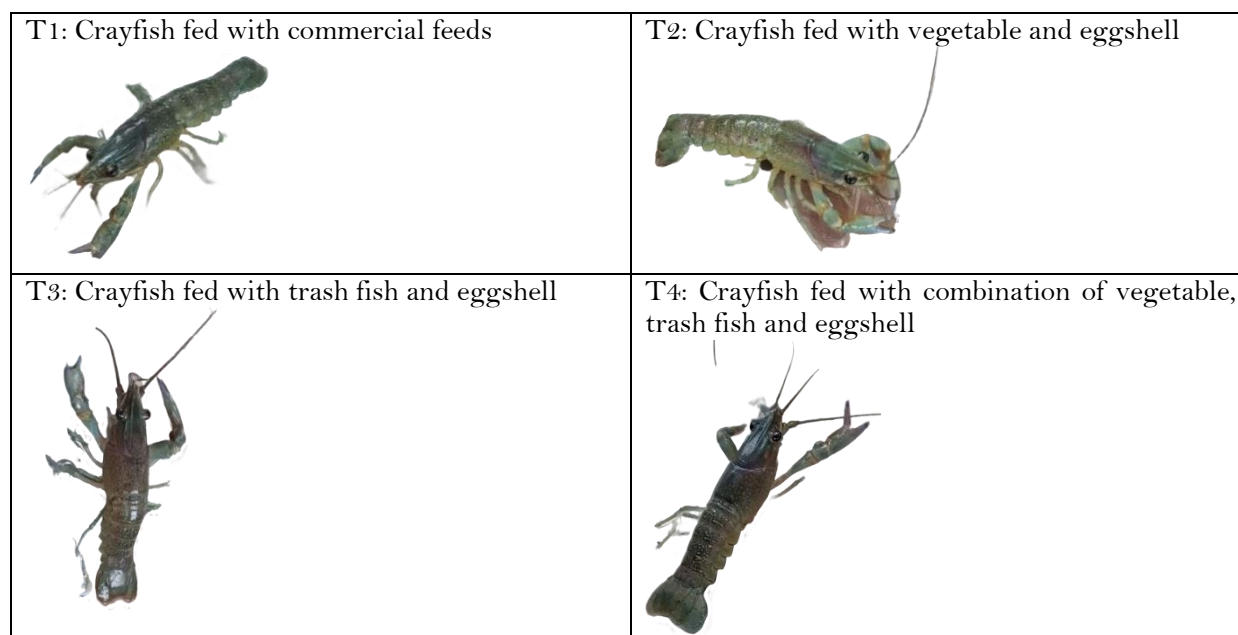 T1: Crayfish fed with commercial feeds
T2: Crayfish fed with vegetable and eggshell
T3: Crayfish fed with trash fish and eggshell
T4: Crayfish fed with combination of vegetable,
trash fish and eggshell